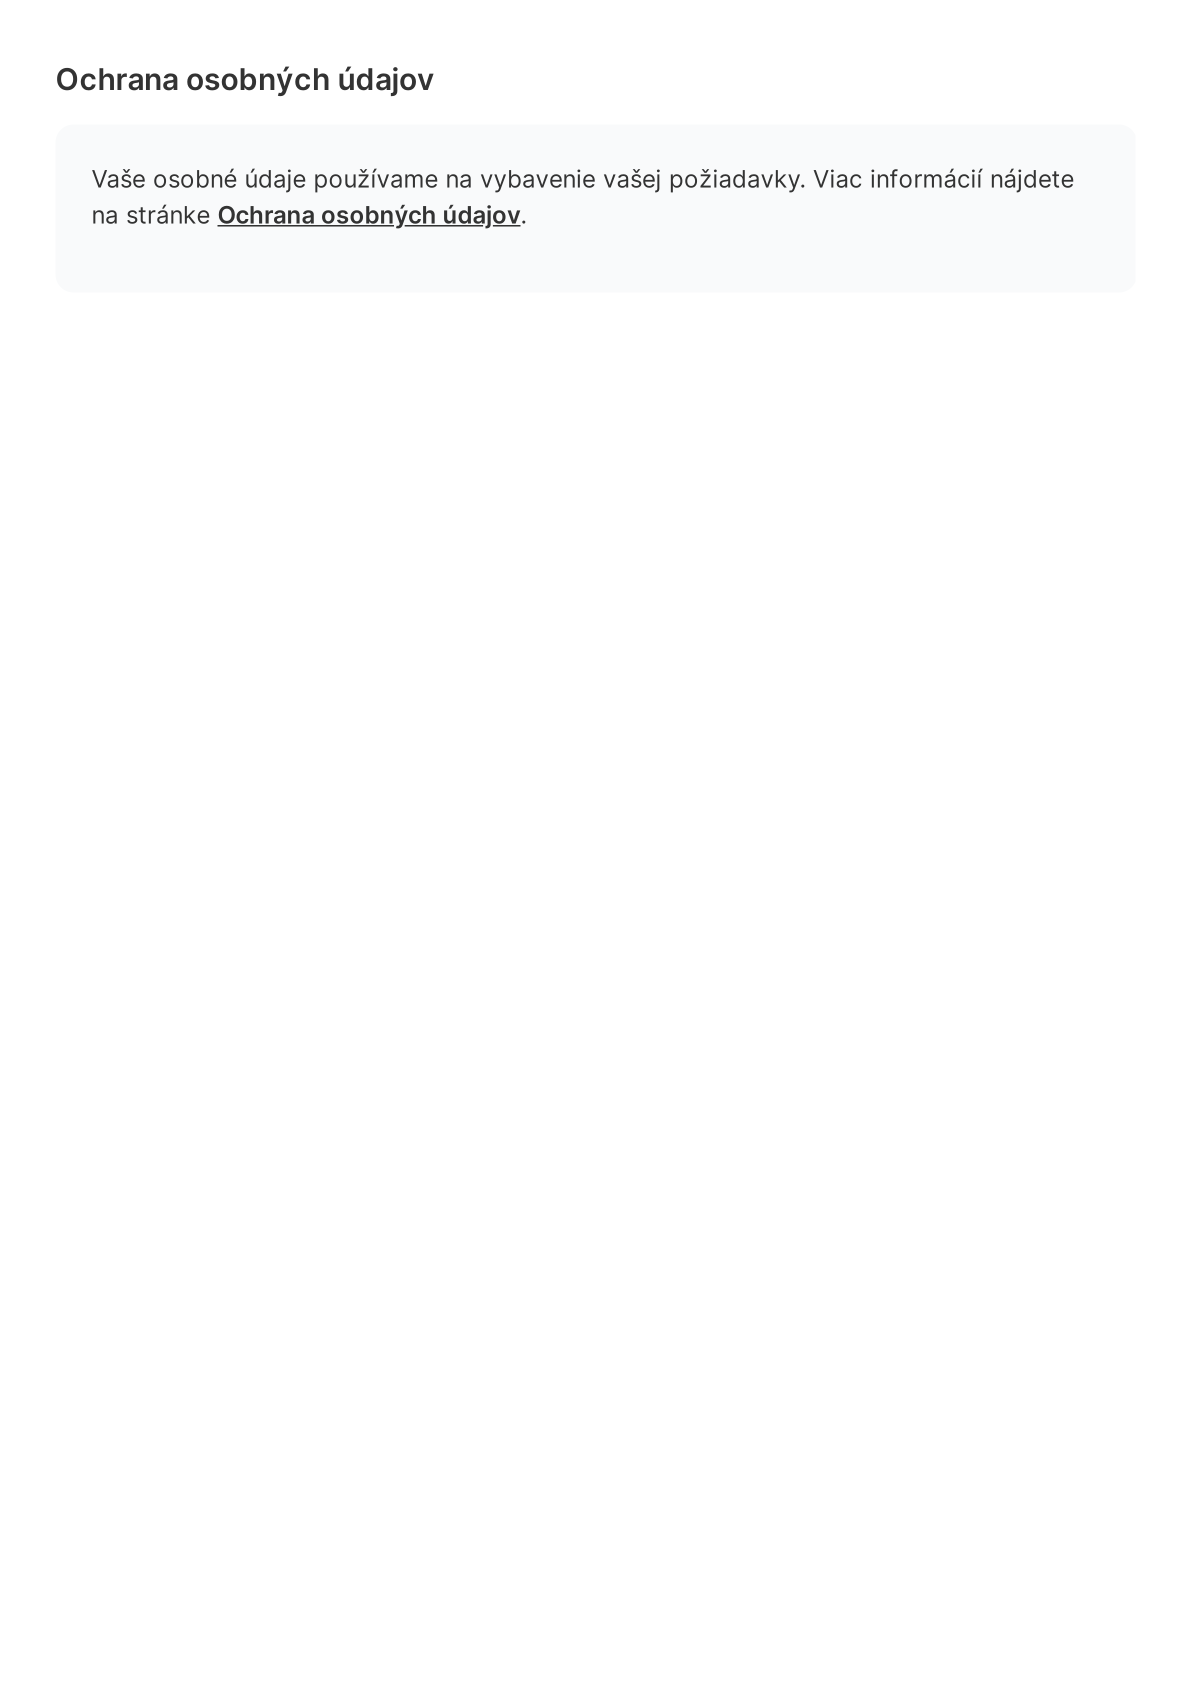 Ochrana osobných údajov
Vaše osobné údaje používame na vybavenie vašej požiadavky. Viac informácií nájdete
na stránke Ochrana osobných údajov.